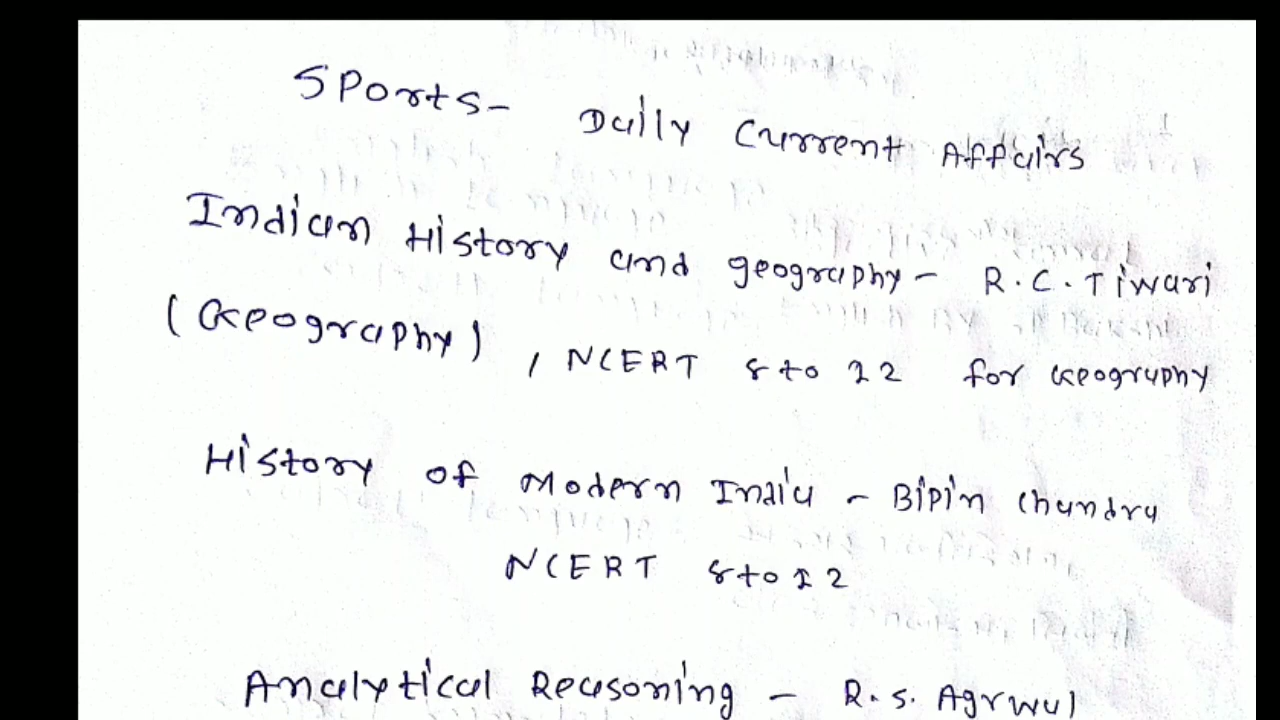 Sports- Daily Current Affairs
Indian History and geography - R.C.Tiwari
(Geography), NCERT 8 to 12 for Geography
History of Modern India - Bipin Chandra
NCERT 8 to 12
Analytical Reasoning - R.S. Agrwal